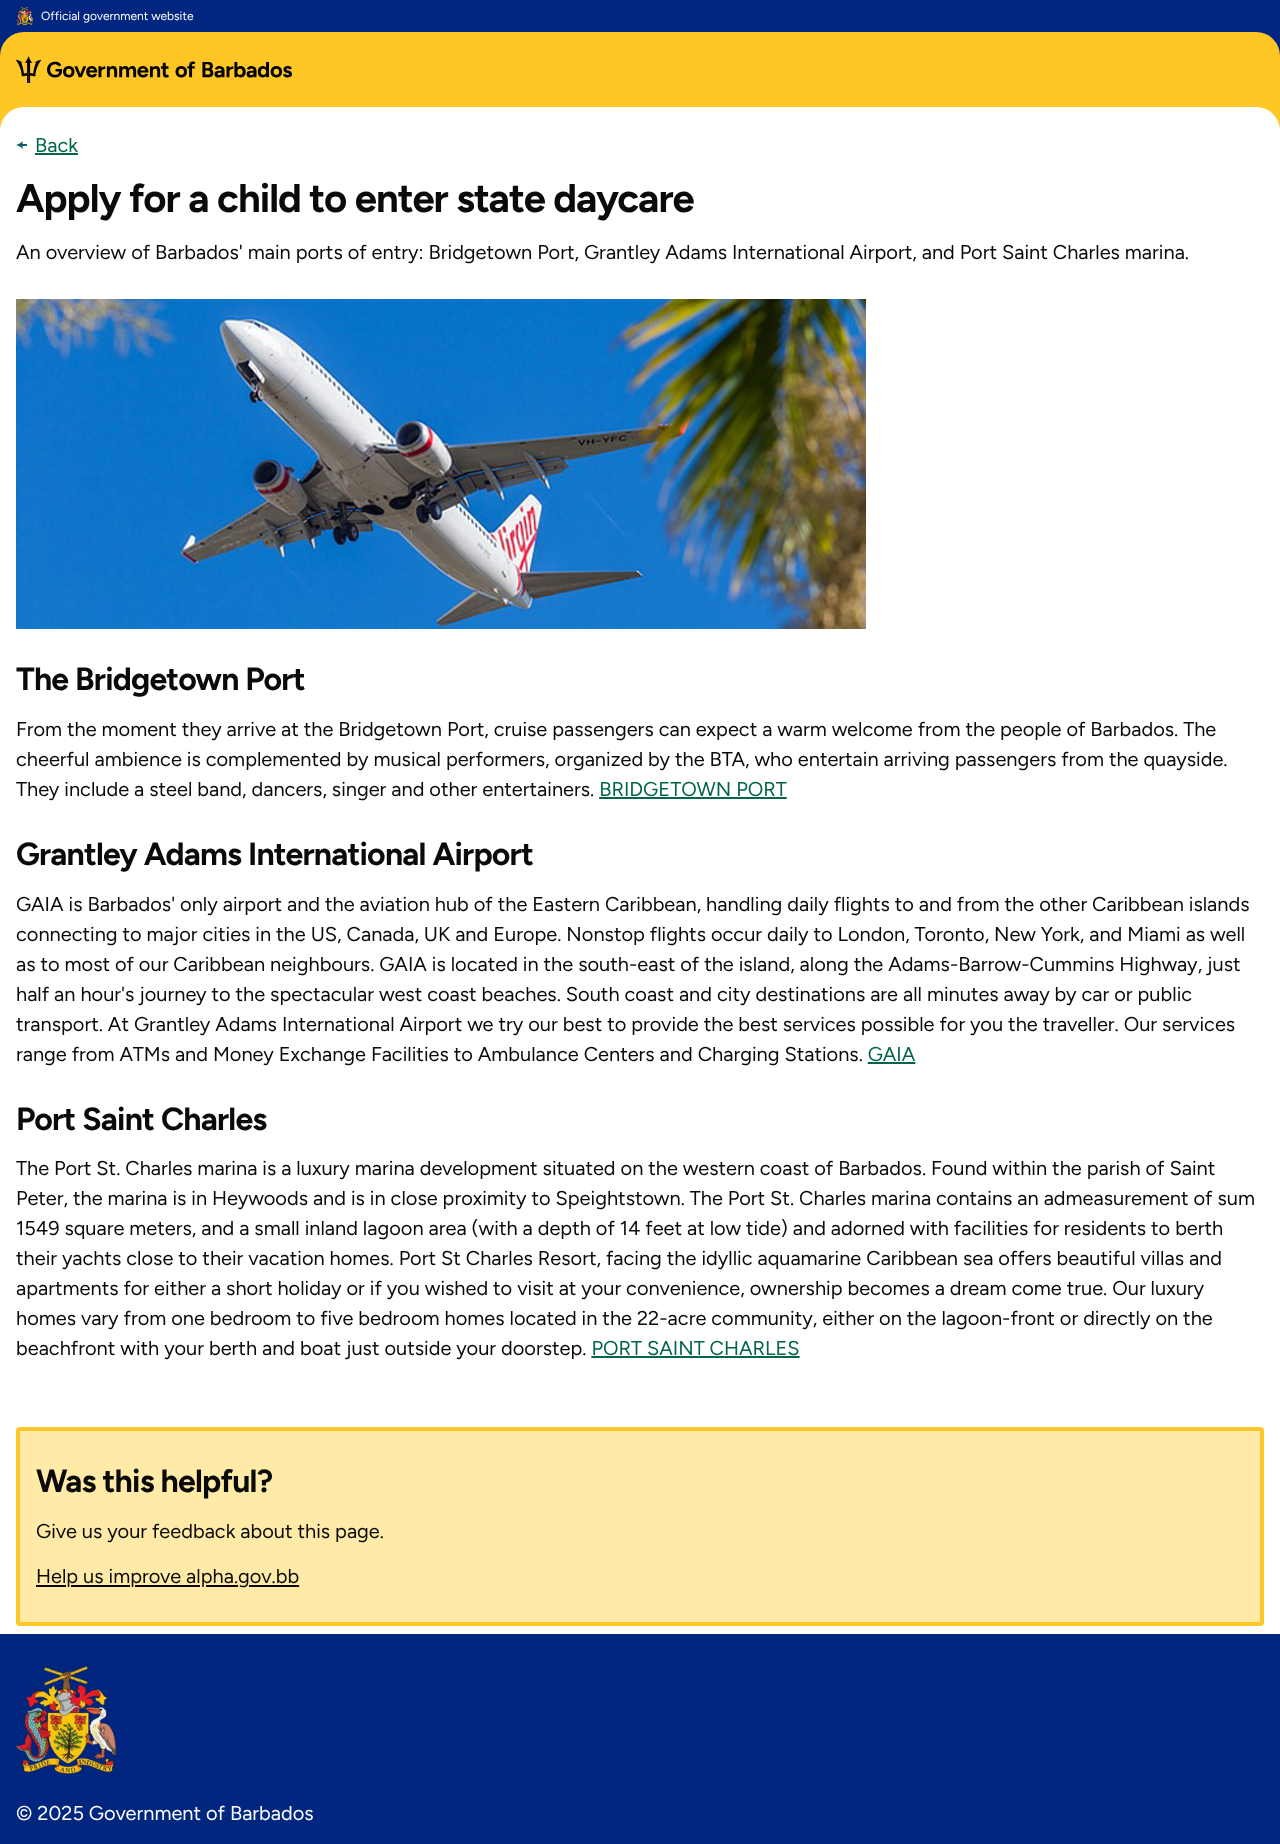 Official government website
Government of Barbados
Back
Apply for a child to enter state daycare
An overview of Barbados' main ports of entry: Bridgetown Port, Grantley Adams International Airport, and Port Saint Charles marina.
VH-YFC
Virgin
The Bridgetown Port
From the moment they arrive at the Bridgetown Port, cruise passengers can expect a warm welcome from the people of Barbados. The
cheerful ambience is complemented by musical performers, organized by the BTA, who entertain arriving passengers from the quayside.
They include a steel band, dancers, singer and other entertainers. BRIDGETOWN PORT
Grantley Adams International Airport
GAIA is Barbados' only airport and the aviation hub of the Eastern Caribbean, handling daily flights to and from the other Caribbean islands
connecting to major cities in the US, Canada, UK and Europe. Nonstop flights occur daily to London, Toronto, New York, and Miami as well
as to most of our Caribbean neighbours. GAIA is located in the south-east of the island, along the Adams-Barrow-Cummins Highway, just
half an hour's journey to the spectacular west coast beaches. South coast and city destinations are all minutes away by car or public
transport. At Grantley Adams International Airport we try our best to provide the best services possible for you the traveller. Our services
range from ATMs and Money Exchange Facilities to Ambulance Centers and Charging Stations. GAIA
Port Saint Charles
The Port St. Charles marina is a luxury marina development situated on the western coast of Barbados. Found within the parish of Saint
Peter, the marina is in Heywoods and is in close proximity to Speightstown. The Port St. Charles marina contains an admeasurement of sum
1549 square meters, and a small inland lagoon area (with a depth of 14 feet at low tide) and adorned with facilities for residents to berth
their yachts close to their vacation homes. Port St Charles Resort, facing the idyllic aquamarine Caribbean sea offers beautiful villas and
apartments for either a short holiday or if you wished to visit at your convenience, ownership becomes a dream come true. Our luxury
homes vary from one bedroom to five bedroom homes located in the 22-acre community, either on the lagoon-front or directly on the
beachfront with your berth and boat just outside your doorstep. PORT SAINT CHARLES
Was this helpful?
Give us your feedback about this page.
Help us improve alpha.gov.bb
PRIDE AND INDUSTRY
© 2025 Government of Barbados